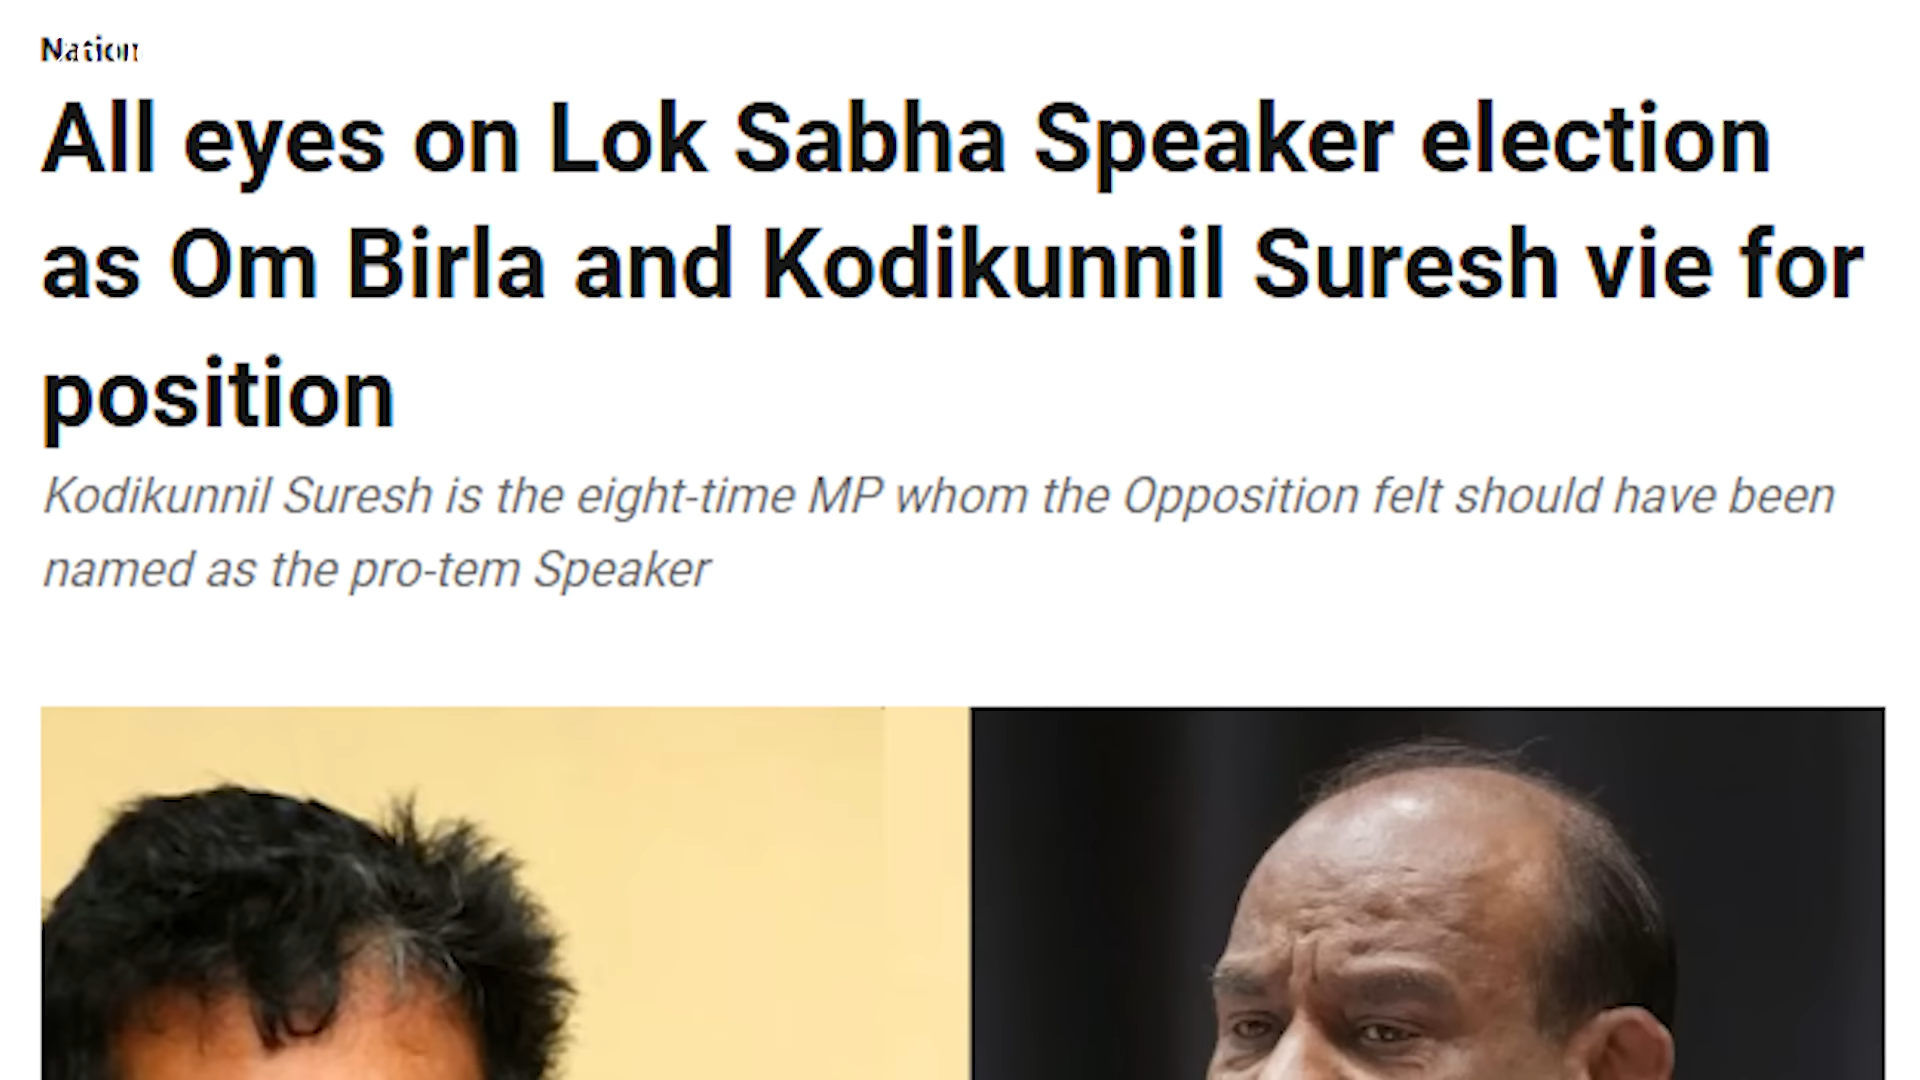 Nation
All eyes on Lok Sabha Speaker election
as Om Birla and Kodikunnil Suresh vie for
position
Kodikunnil Suresh is the eight-time MP whom the Opposition felt should have been
named as the pro-tem Speaker